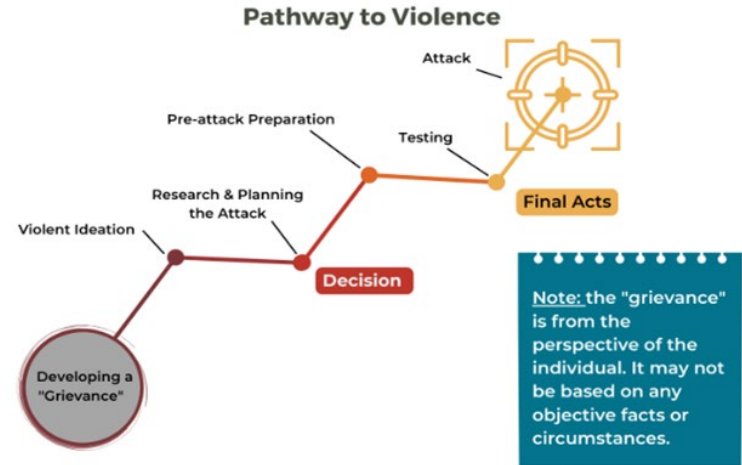 Pathway to Violence
Attack
Pre-attack Preparation
Testing
Research & Planning
the Attack
Final Acts
Violent Ideation
Decision
Developing a
"Grievance"
Note: the "grievance"
is from the
perspective of the
individual. It may not
be based on any
objective facts or
circumstances.